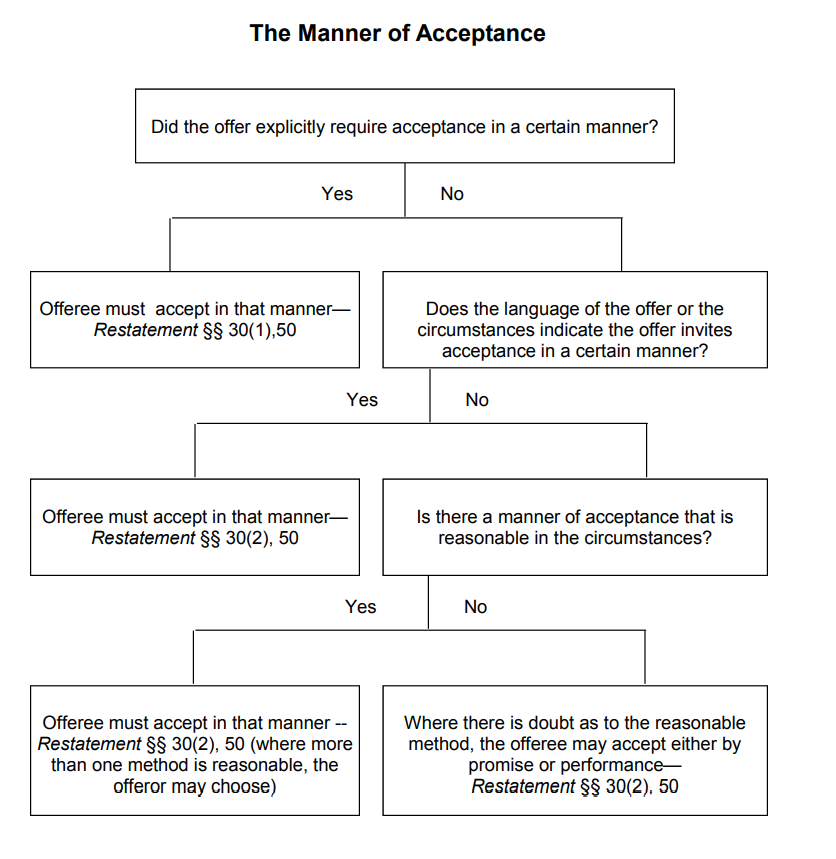 The Manner of Acceptance
Did the offer explicitly require acceptance in a certain manner?
Yes
No
Offeree must  accept in that manner—
Restatement §§ 30(1),50
Does the language of the offer or the
circumstances indicate the offer invites
acceptance in a certain manner?
Yes
No
Offeree must accept in that manner—
Restatement §§ 30(2), 50
Is there a manner of acceptance that is
reasonable in the circumstances?
Yes
No
Offeree must accept in that manner --
Restatement §§ 30(2), 50 (where more
than one method is reasonable, the
offeror may choose)
Where there is doubt as to the reasonable
method, the offeree may accept either by
promise or performance—
Restatement §§ 30(2), 50